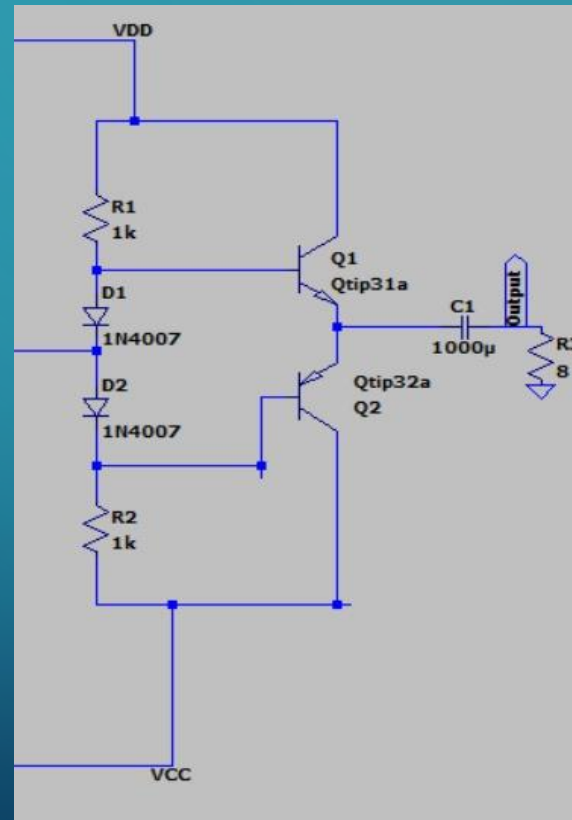 VDD
R1
1k
Q1
Qtip31a
D1
1N4007
C1
1000µ
Output
8
D2
1N4007
Qtip32a
Q2
R2
1k
VCC